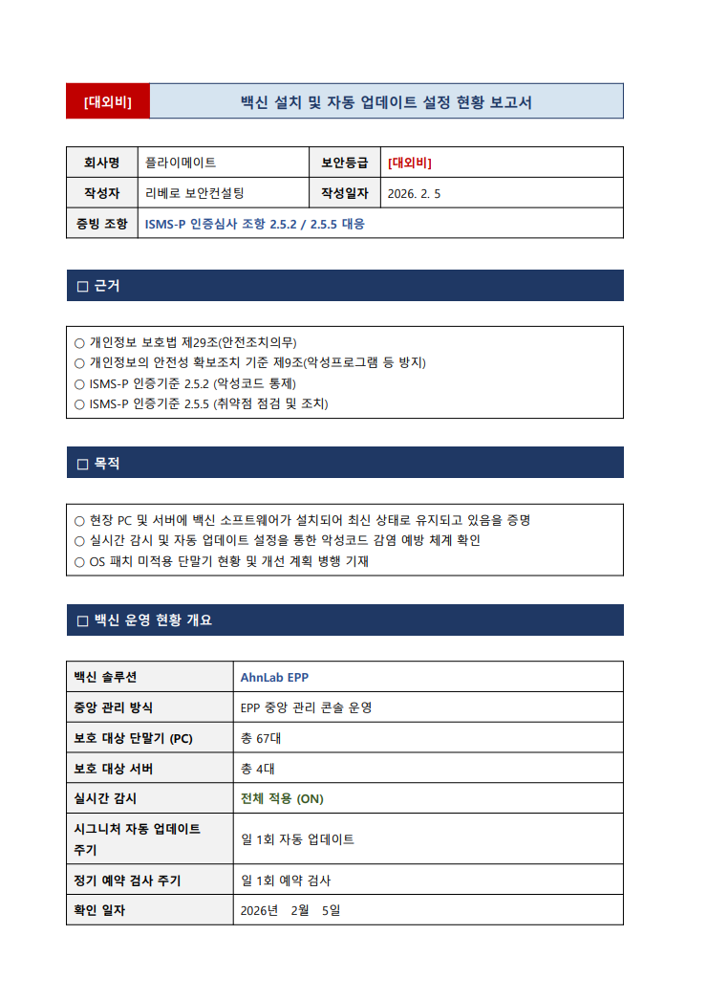 [대외비] 백신 설치 및 자동 업데이트 설정 현황 보고서
회사명 플라이메이트 보안등급 [대외비]
작성자 리베로 보안컨설팅 작성일자 2026. 2. 5
증빙 조항 ISMS-P 인증심사 조항 2.5.2 / 2.5.5 대응
□ 근거
○ 개인정보 보호법 제29조(안전조치의무)
○ 개인정보의 안전성 확보조치 기준 제9조(악성프로그램 등 방지)
○ ISMS-P 인증기준 2.5.2 (악성코드 통제)
○ ISMS-P 인증기준 2.5.5 (취약점 점검 및 조치)
□ 목적
○ 현장 PC 및 서버에 백신 소프트웨어가 설치되어 최신 상태로 유지되고 있음을 증명
○ 실시간 감시 및 자동 업데이트 설정을 통한 악성코드 감염 예방 체계 확인
○ OS 패치 미적용 단말기 현황 및 개선 계획 병행 기재
□ 백신 운영 현황 개요
백신 솔루션 AhnLab EPP
중앙 관리 방식 EPP 중앙 관리 콘솔 운영
보호 대상 단말기 (PC) 총 67대
보호 대상 서버 총 4대
실시간 감시 전체 적용 (ON)
시그니처 자동 업데이트
주기 일 1회 자동 업데이트
정기 예약 검사 주기 일 1회 예약 검사
확인 일자 2026년 2월 5일